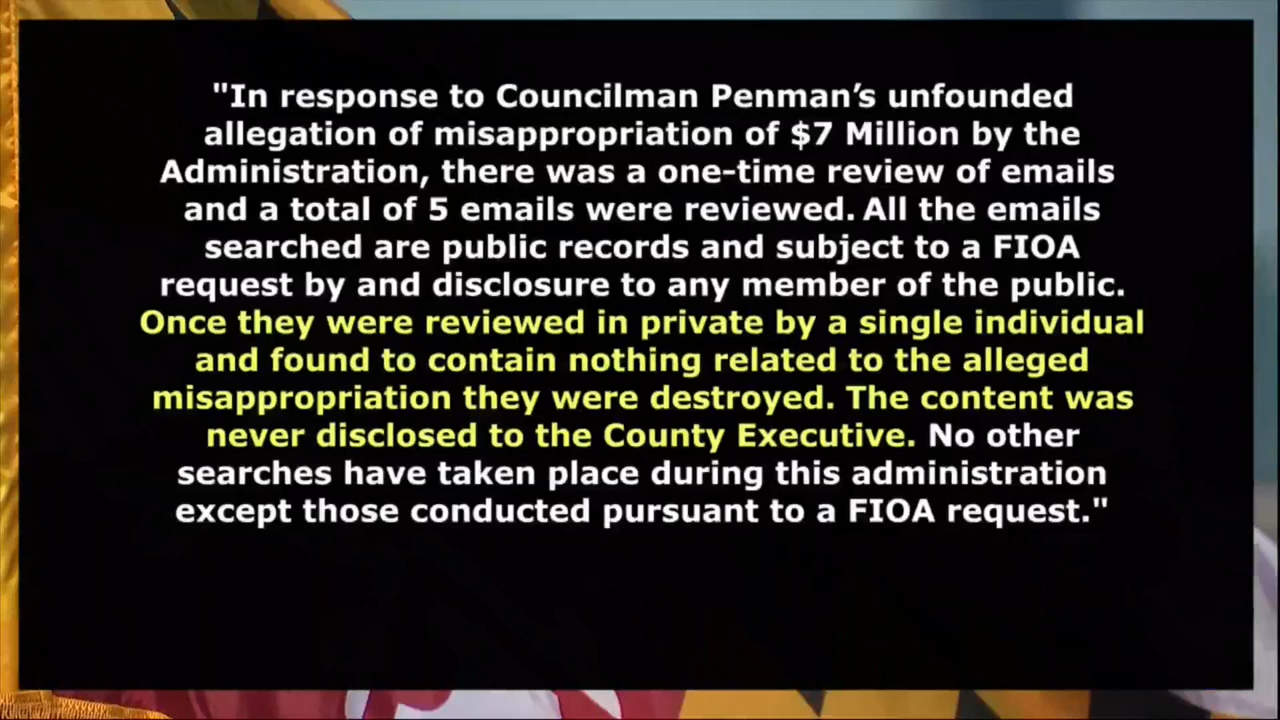 "In response to Councilman Penman’s unfounded
allegation of misappropriation of $7 Million by the
Administration, there was a one-time review of emails
and a total of 5 emails were reviewed. All the emails
searched are public records and subject to a FIOA
request by and disclosure to any member of the public.
Once they were reviewed in private by a single individual
and found to contain nothing related to the alleged
misappropriation they were destroyed. The content was
never disclosed to the County Executive. No other
searches have taken place during this administration
except those conducted pursuant to a FIOA request."